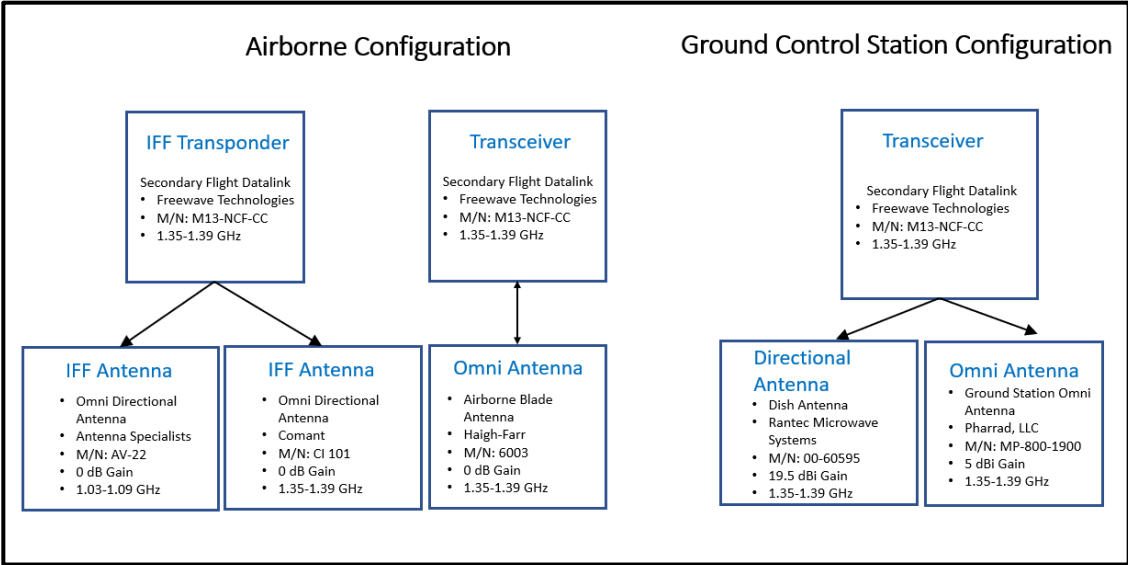 Airborne Configuration
Ground Control Station Configuration
IFF Transponder
Secondary Flight Datalink
• Freewave Technologies
• M/N: M13-NCF-CC
• 1.35-1.39 GHz
Transceiver
Secondary Flight Datalink
• Freewave Technologies
• M/N: M13-NCF-CC
• 1.35-1.39 GHz
Transceiver
Secondary Flight Datalink
• Freewave Technologies
• M/N: M13-NCF-CC
• 1.35-1.39 GHz
IFF Antenna
• Omni Directional
Antenna
• Antenna Specialists
• M/N: AV-22
• 0 dB Gain
• 1.03-1.09 GHz
IFF Antenna
• Omni Directional
Antenna
• Comant
• M/N: CI 101
• 0 dB Gain
• 1.35-1.39 GHz
Omni Antenna
• Airborne Blade
Antenna
• Haigh-Farr
• M/N: 6003
• 0 dB Gain
• 1.35-1.39 GHz
Directional
Antenna
• Dish Antenna
• Rantec Microwave
Systems
• M/N: 00-60595
• 19.5 dBi Gain
• 1.35-1.39 GHz
Omni Antenna
• Ground Station Omni
Antenna
• Pharrad, LLC
• M/N: MP-800-1900
• 5 dBi Gain
• 1.35-1.39 GHz